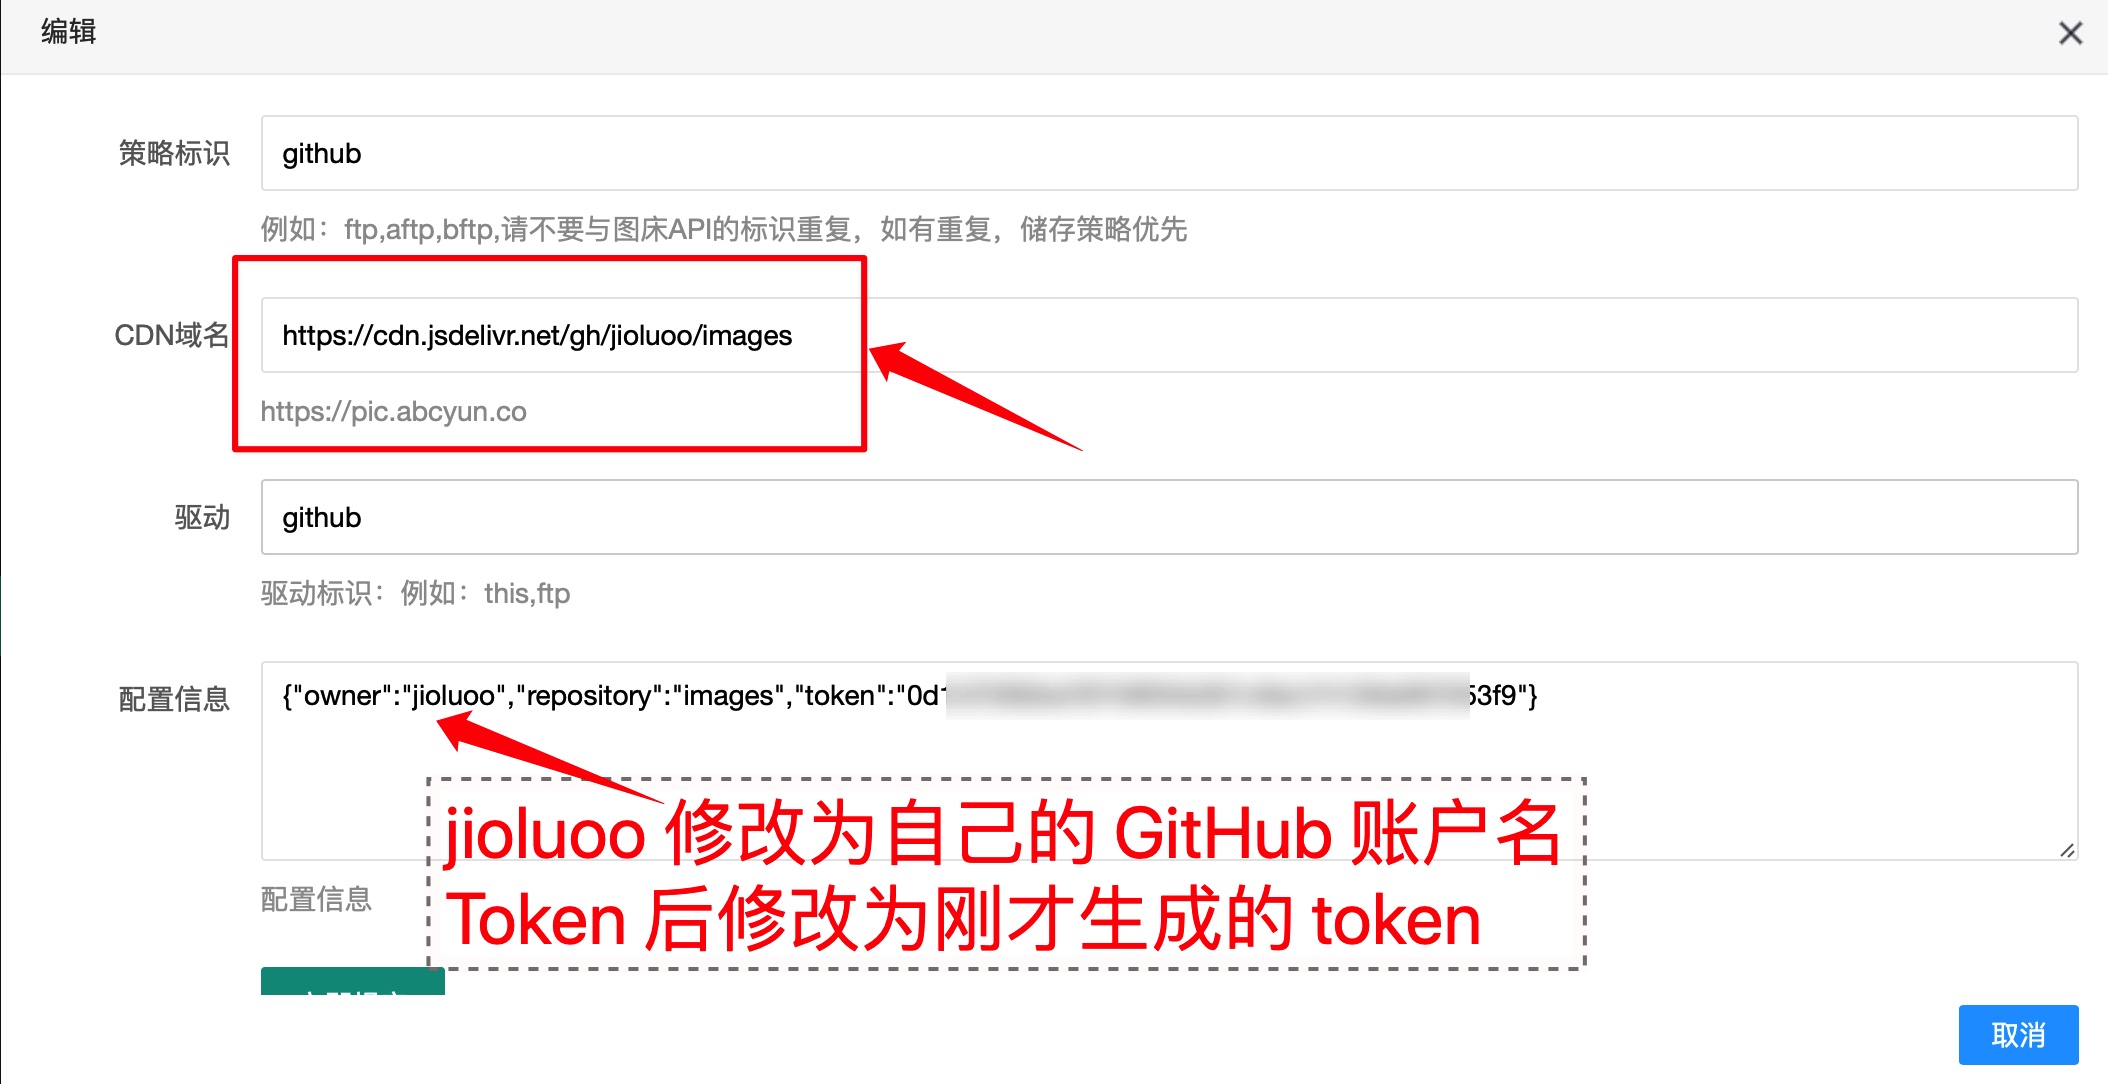 编辑
策略标识
github
例如：ftp,aftp,bftp,请不要与图床API的标识重复，如有重复，储存策略优先
CDN域名
https://cdn.jsdelivr.net/gh/jioluoo/images
https://pic.abcyun.co
驱动
github
驱动标识：例如：this,ftp
配置信息
{"owner":"jioluoo","repository":"images","token":"0d1 53f9"}
jioluoo 修改为自己的 GitHub 账户名
Token 后修改为刚才生成的 token
配置信息
取消